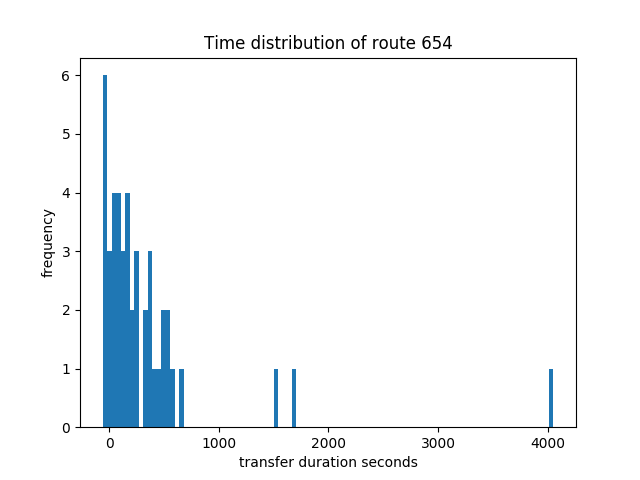 Time distribution of route 654
6
5
4
3
2
1
0
frequency
0 1000 2000 3000 4000
transfer duration seconds